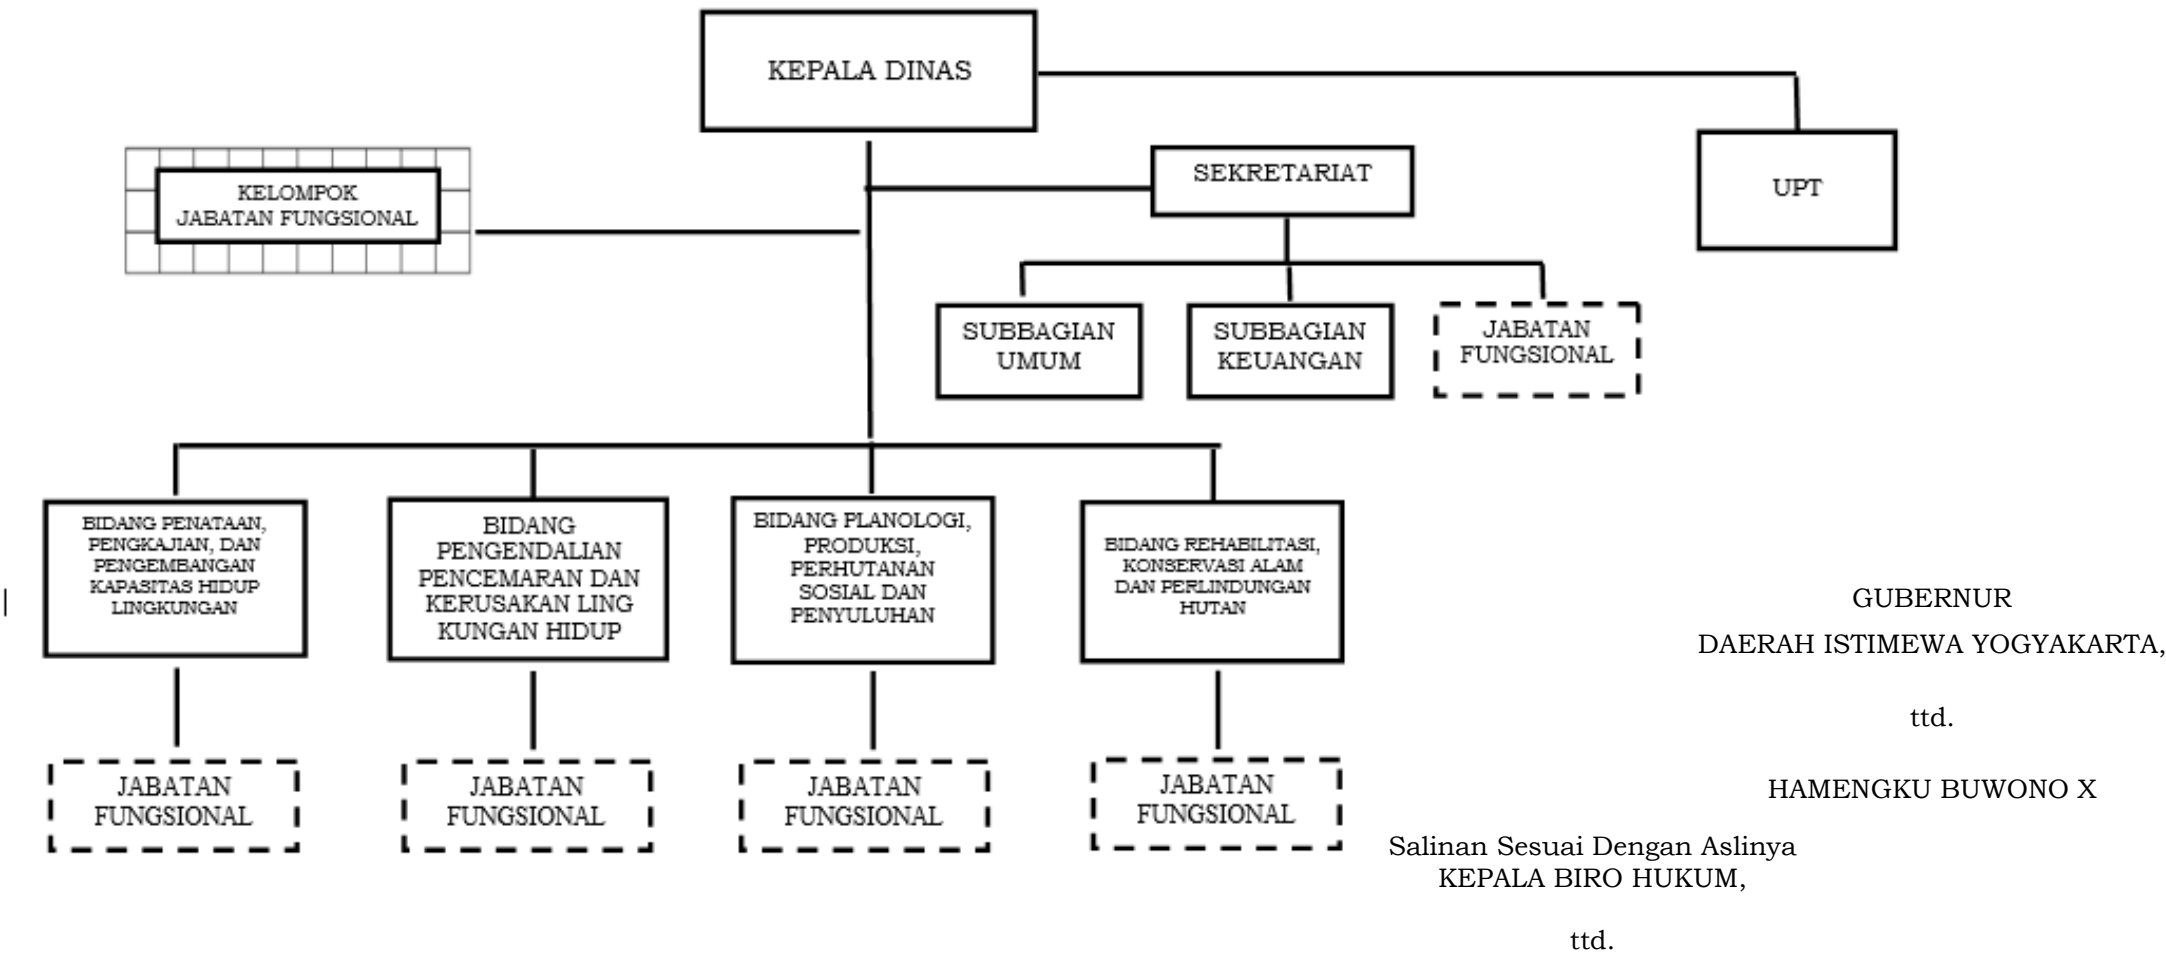 KEPALA DINAS
SEKRETARIAT
UPT
KELOMPOK
JABATAN FUNGSIONAL
SUBBAGIAN
UMUM
SUBBAGIAN
KEUANGAN
JABATAN
FUNGSIONAL
BIDANG PENATAAN,
PENGKAJIAN, DAN
PENGEMBANGAN
KAPASITAS HIDUP
LINGKUNGAN
BIDANG
PENGENDALIAN
PENCEMARAN DAN
KERUSAKAN LING
KUNGAN HIDUP
BIDANG PLANOLOGI,
PRODUKSI,
PERHUTANAN
SOSIAL DAN
PENYULUHAN
BIDANG REHABILITASI,
KONSERVASI ALAM
DAN PERLINDUNGAN
HUTAN
JABATAN
FUNGSIONAL
JABATAN
FUNGSIONAL
JABATAN
FUNGSIONAL
JABATAN
FUNGSIONAL
GUBERNUR
DAERAH ISTIMEWA YOGYAKARTA,
ttd.
HAMENGKU BUWONO X
Salinan Sesuai Dengan Aslinya
KEPALA BIRO HUKUM,
ttd.